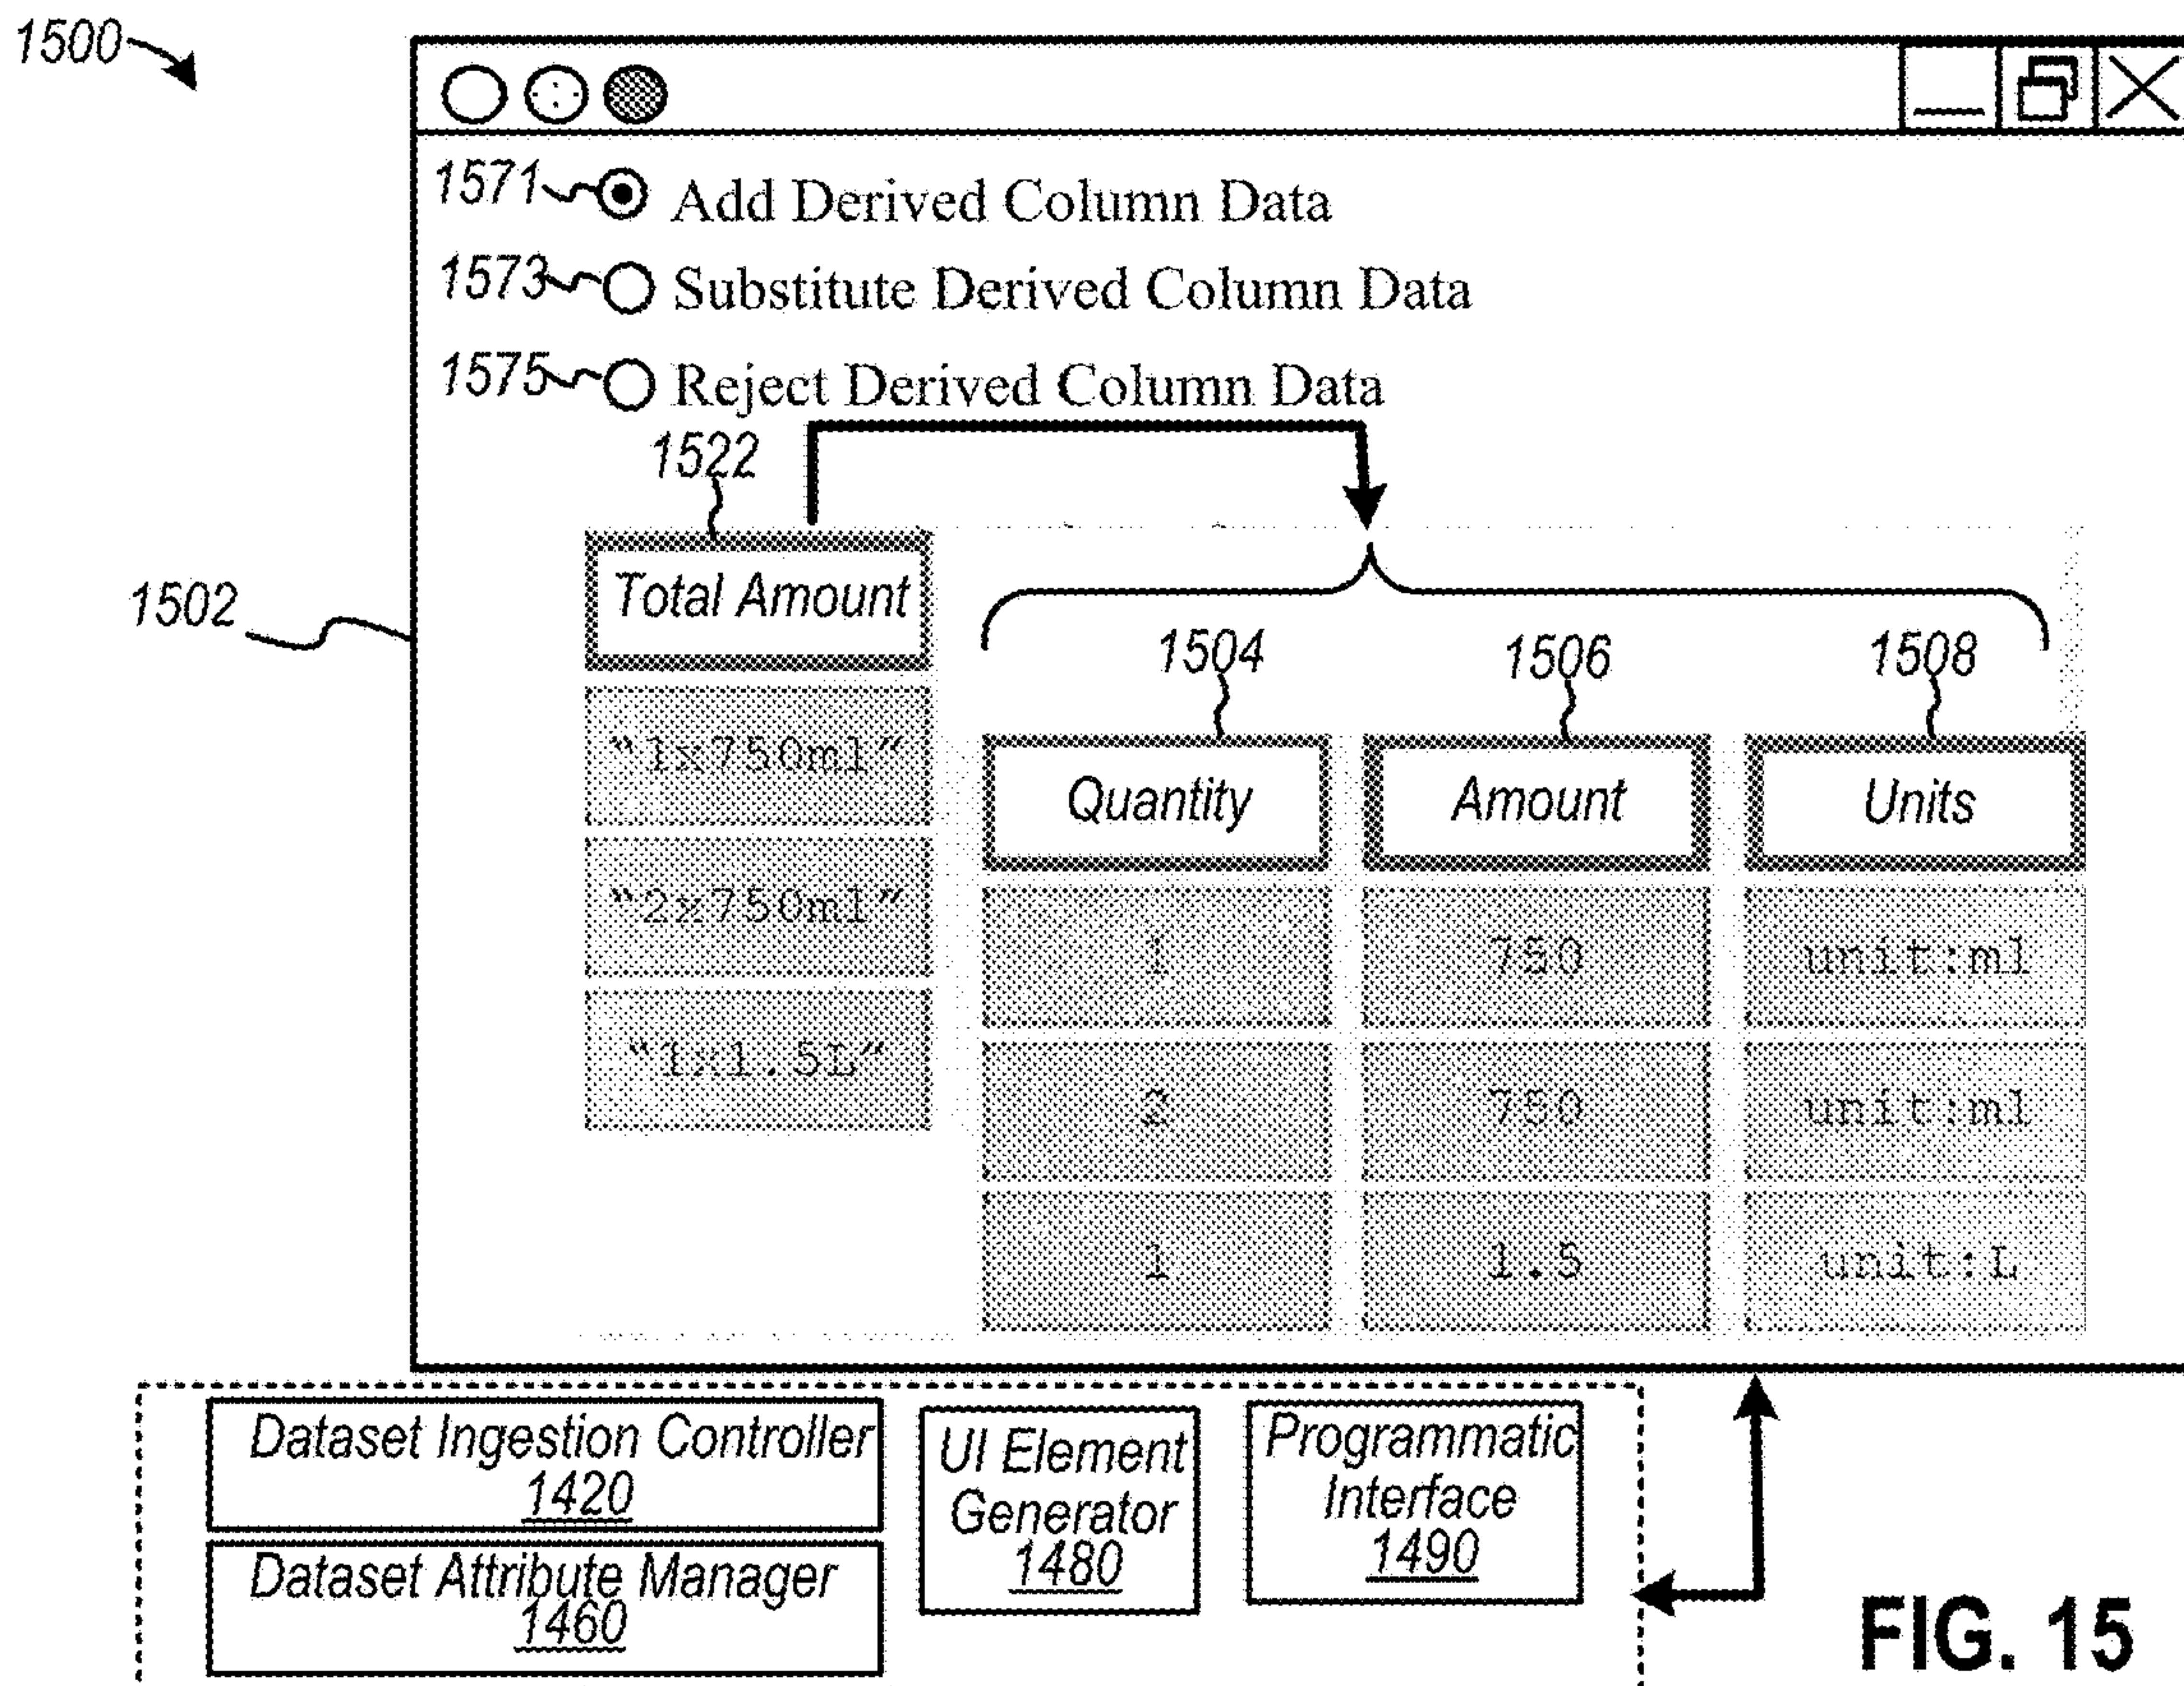 1500
1571 Add Derived Column Data
1573 Substitute Derived Column Data
1575 Reject Derived Column Data
1522
Total Amount
1502
1504 1506 1508
"1x750ml"
Quantity Amount Units
"2x750ml"
1 750 unit:ml
"1x1.5L"
2 750 unit:ml
1 1.5 unit:L
Dataset Ingestion Controller
1420
UI Element
Generator
1480
Programmatic
Interface
1490
Dataset Attribute Manager
1460
FIG. 15